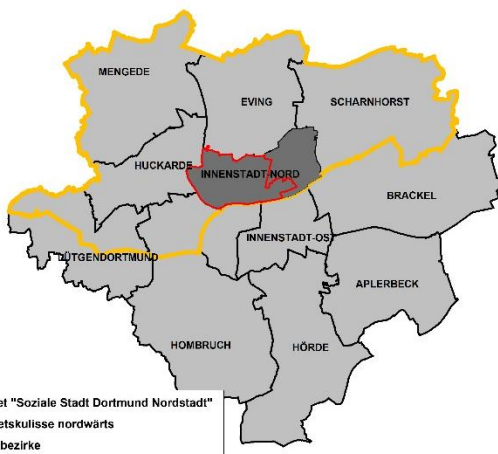 MENGEDE
EVING
SCHARNHORST
HUCKARDE
INNENSTADT-NORD
BRACKEL
INNENSTADT-OST
LÜTGENDORTMUND
APLERBECK
HOMBRUCH
HÖRDE
et "Soziale Stadt Dortmund Nordstadt"
etskulisse nordwärts
bezirke